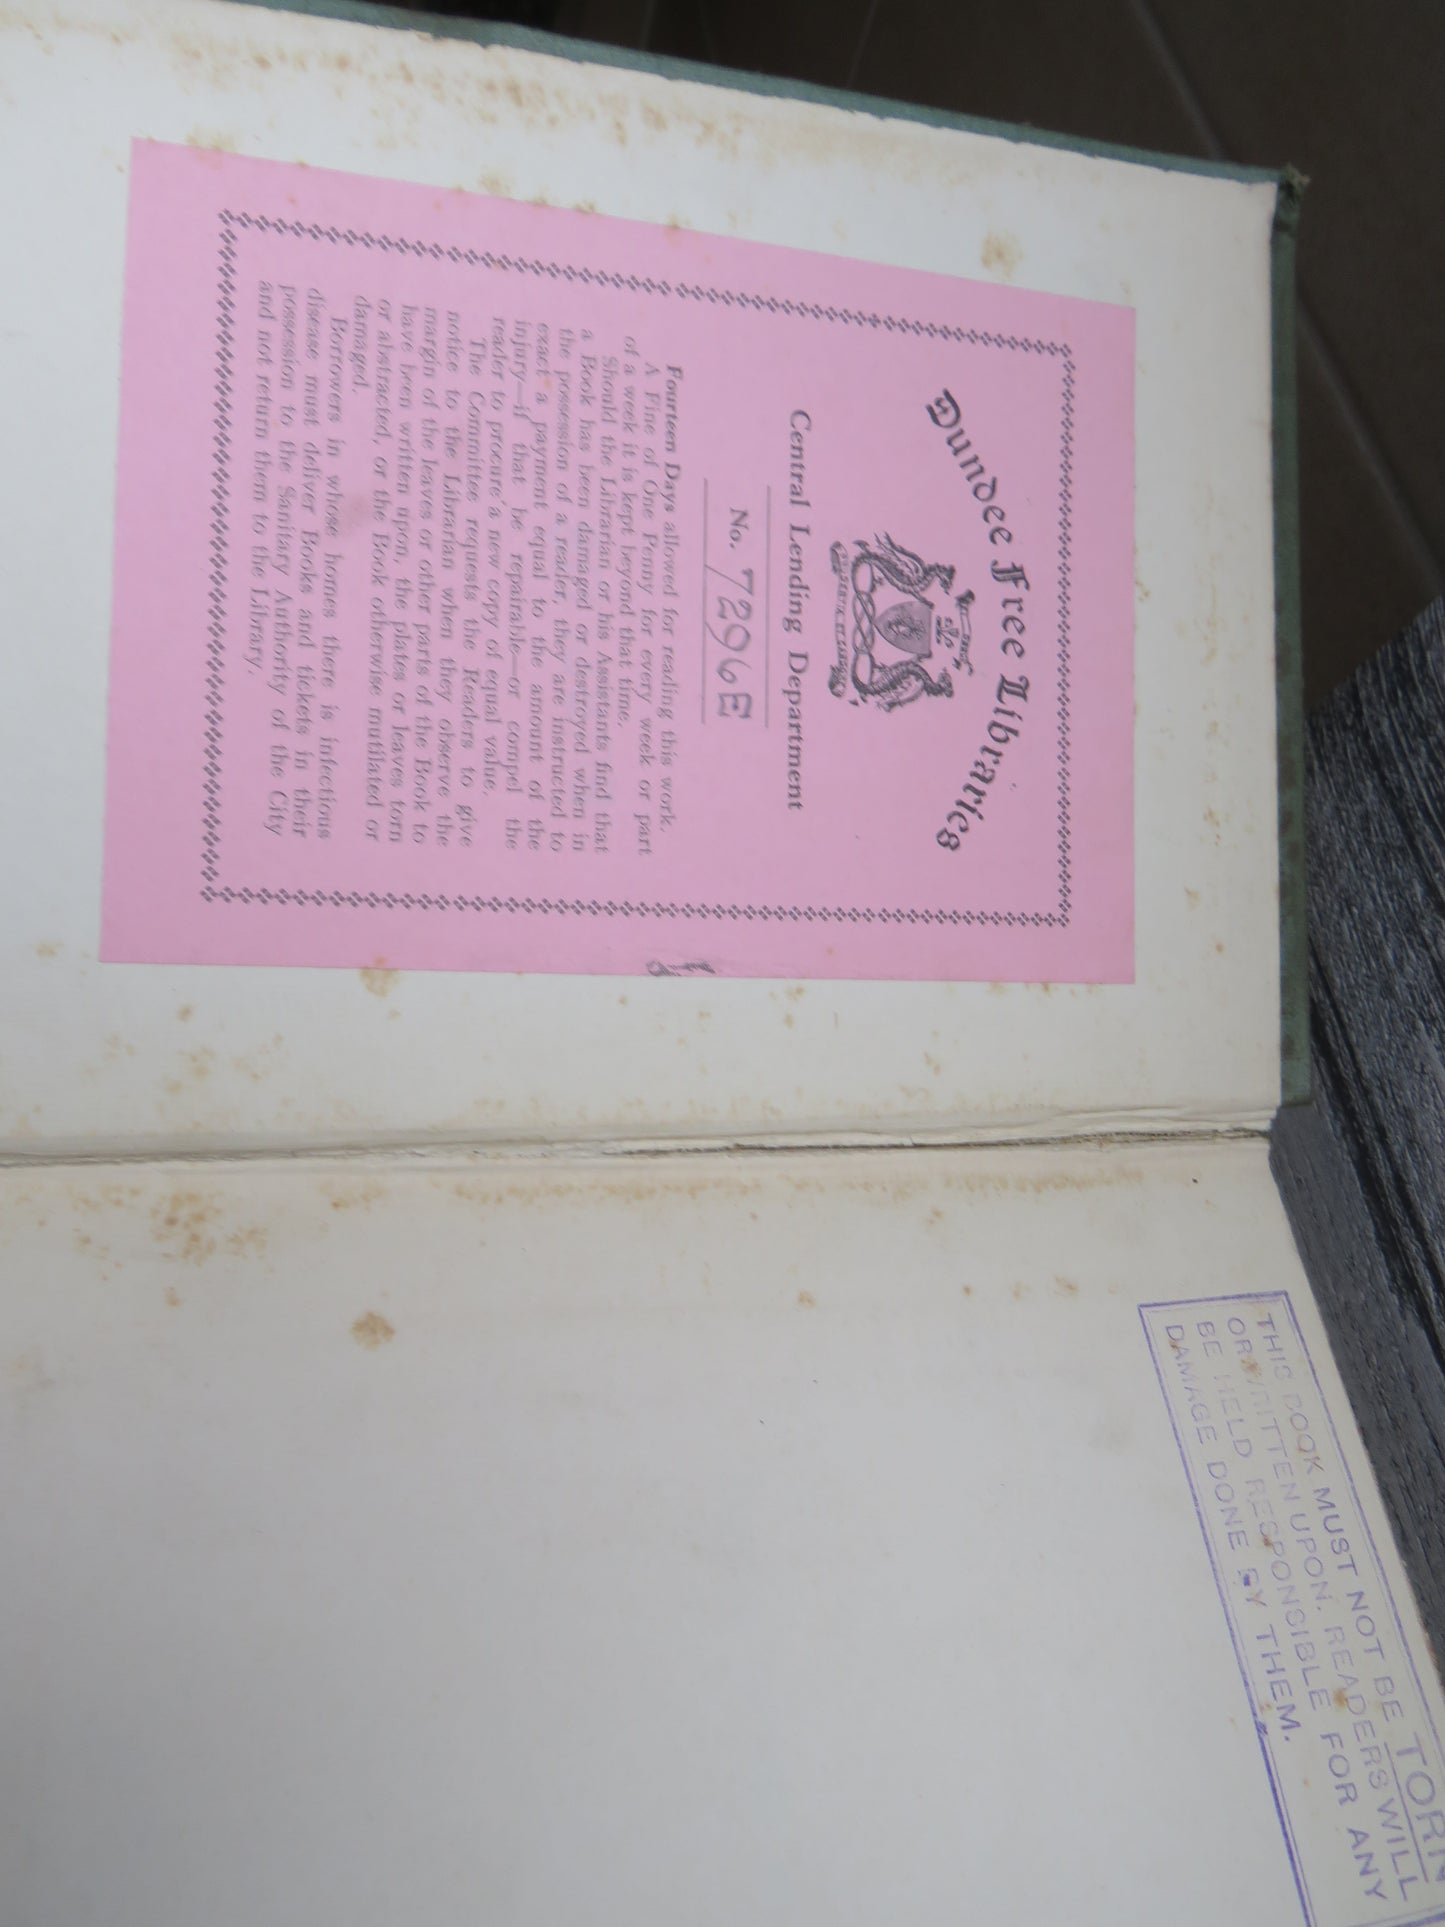 Dundee Free Libraries
Central Lending Department
No. 7296E
Fourteen Days allowed for reading this work.
A Fine of One Penny for every week or part
of a week it is kept beyond that time.
Should the Librarian or his Assistants find that
a Book has been damaged or destroyed when in
the possession of a reader, they are instructed to
exact a payment equal to the amount of the
injury—if that be repairable—or compel the
reader to procure a new copy of equal value.
The Committee requests the Readers to give
notice to the Librarian when they observe the
margin of the leaves or other parts of the Book to
have been written upon, the plates or leaves torn
or abstracted, or the Book otherwise mutilated or
damaged.
Borrowers in whose homes there is infectious
disease must deliver Books and tickets in their
possession to the Sanitary Authority of the City
and not return them to the Library.
THIS BOOK MUST NOT BE TORN
OR WRITTEN UPON. READERS WILL
BE HELD RESPONSIBLE FOR ANY
DAMAGE DONE BY THEM.